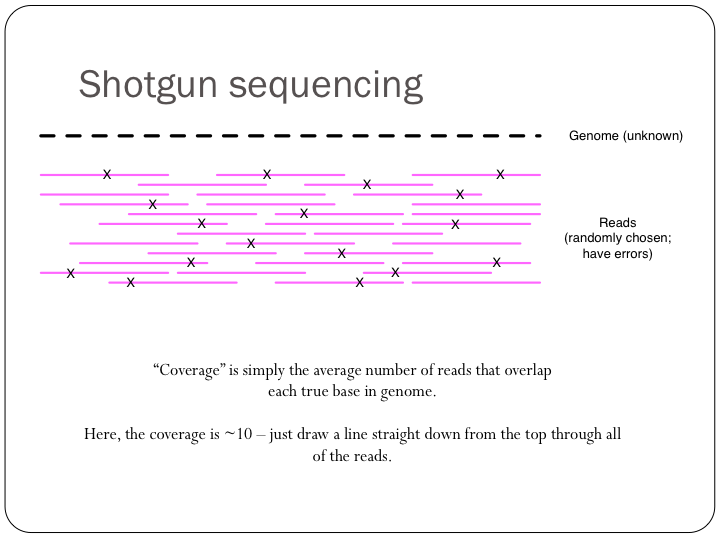 Shotgun sequencing
Genome (unknown)
X X X
X
X
X
X
X X
X
X
X X
X X
X X
Reads
(randomly chosen;
have errors)
“Coverage” is simply the average number of reads that overlap
each true base in genome.
Here, the coverage is ~10 – just draw a line straight down from the top through all
of the reads.